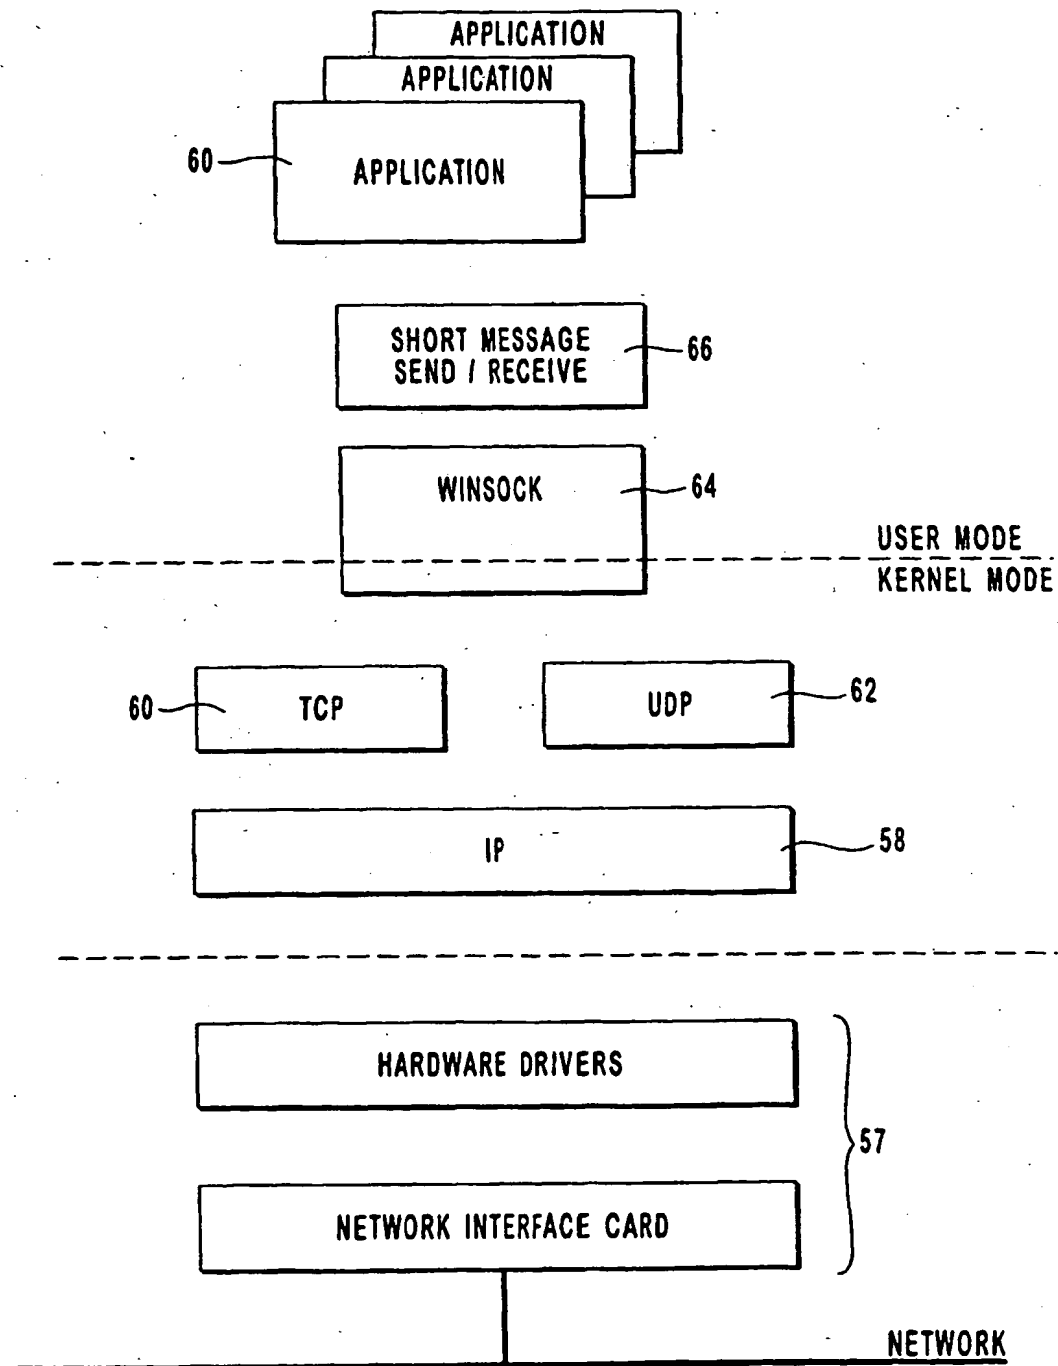 APPLICATION
APPLICATION
60
APPLICATION
SHORT MESSAGE
SEND / RECEIVE
66
WINSOCK
64
USER MODE
KERNEL MODE
60
TCP
UDP
62
IP
58
HARDWARE DRIVERS
57
NETWORK INTERFACE CARD
NETWORK